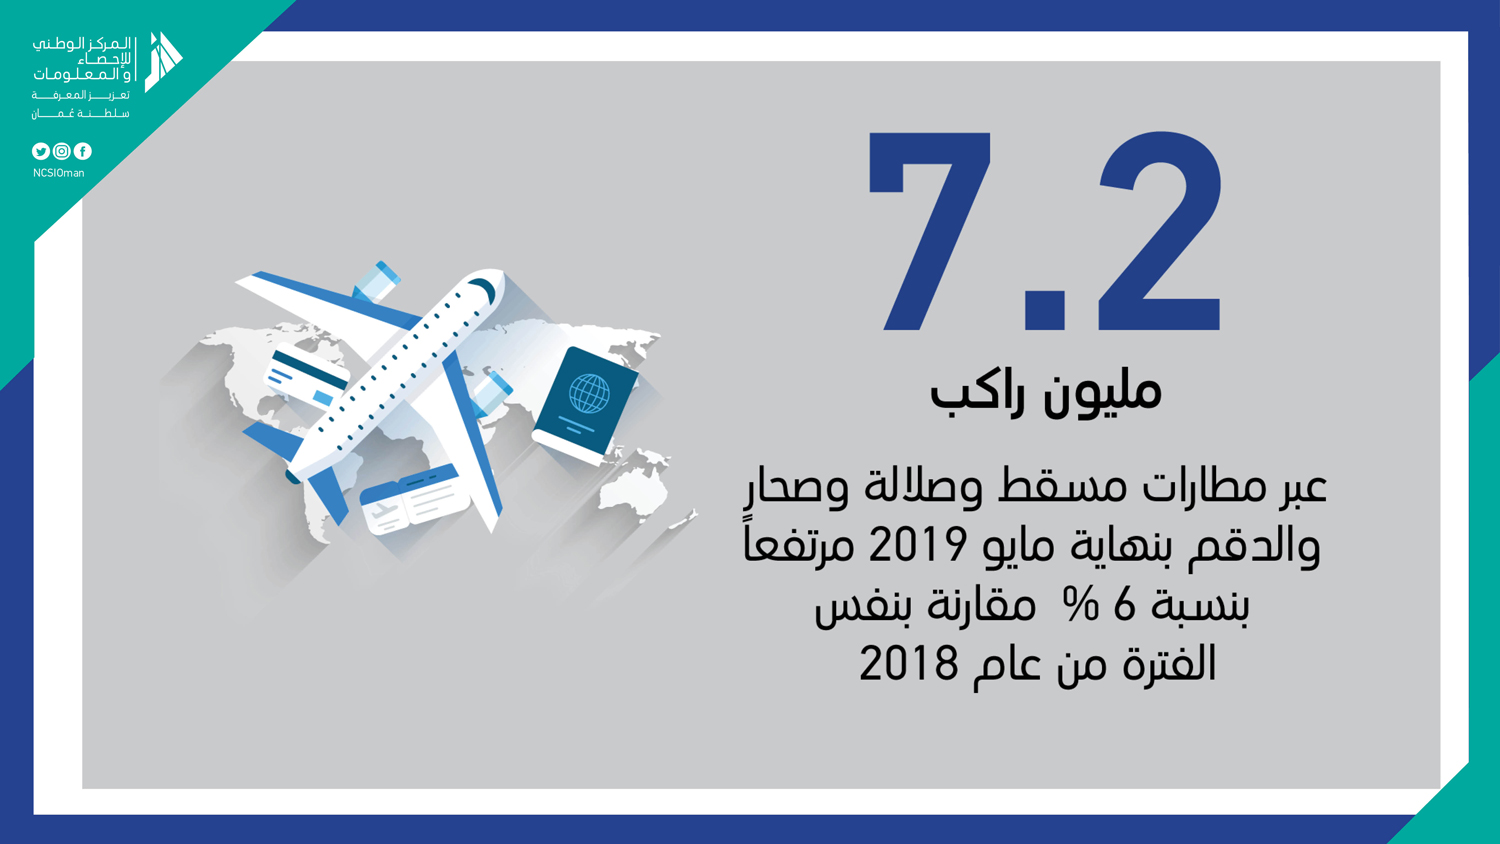 المركز الوطني
للإحصاء
والمعلومات
تعزيز المعرفة
سلطنة عُمان
NCSIOman
7.2
مليون راكب
عبر مطارات مسقط وصلالة وصحار
والدقم بنهاية مايو 2019 مرتفعاً
بنسبة 6 % مقارنة بنفس
الفترة من عام 2018